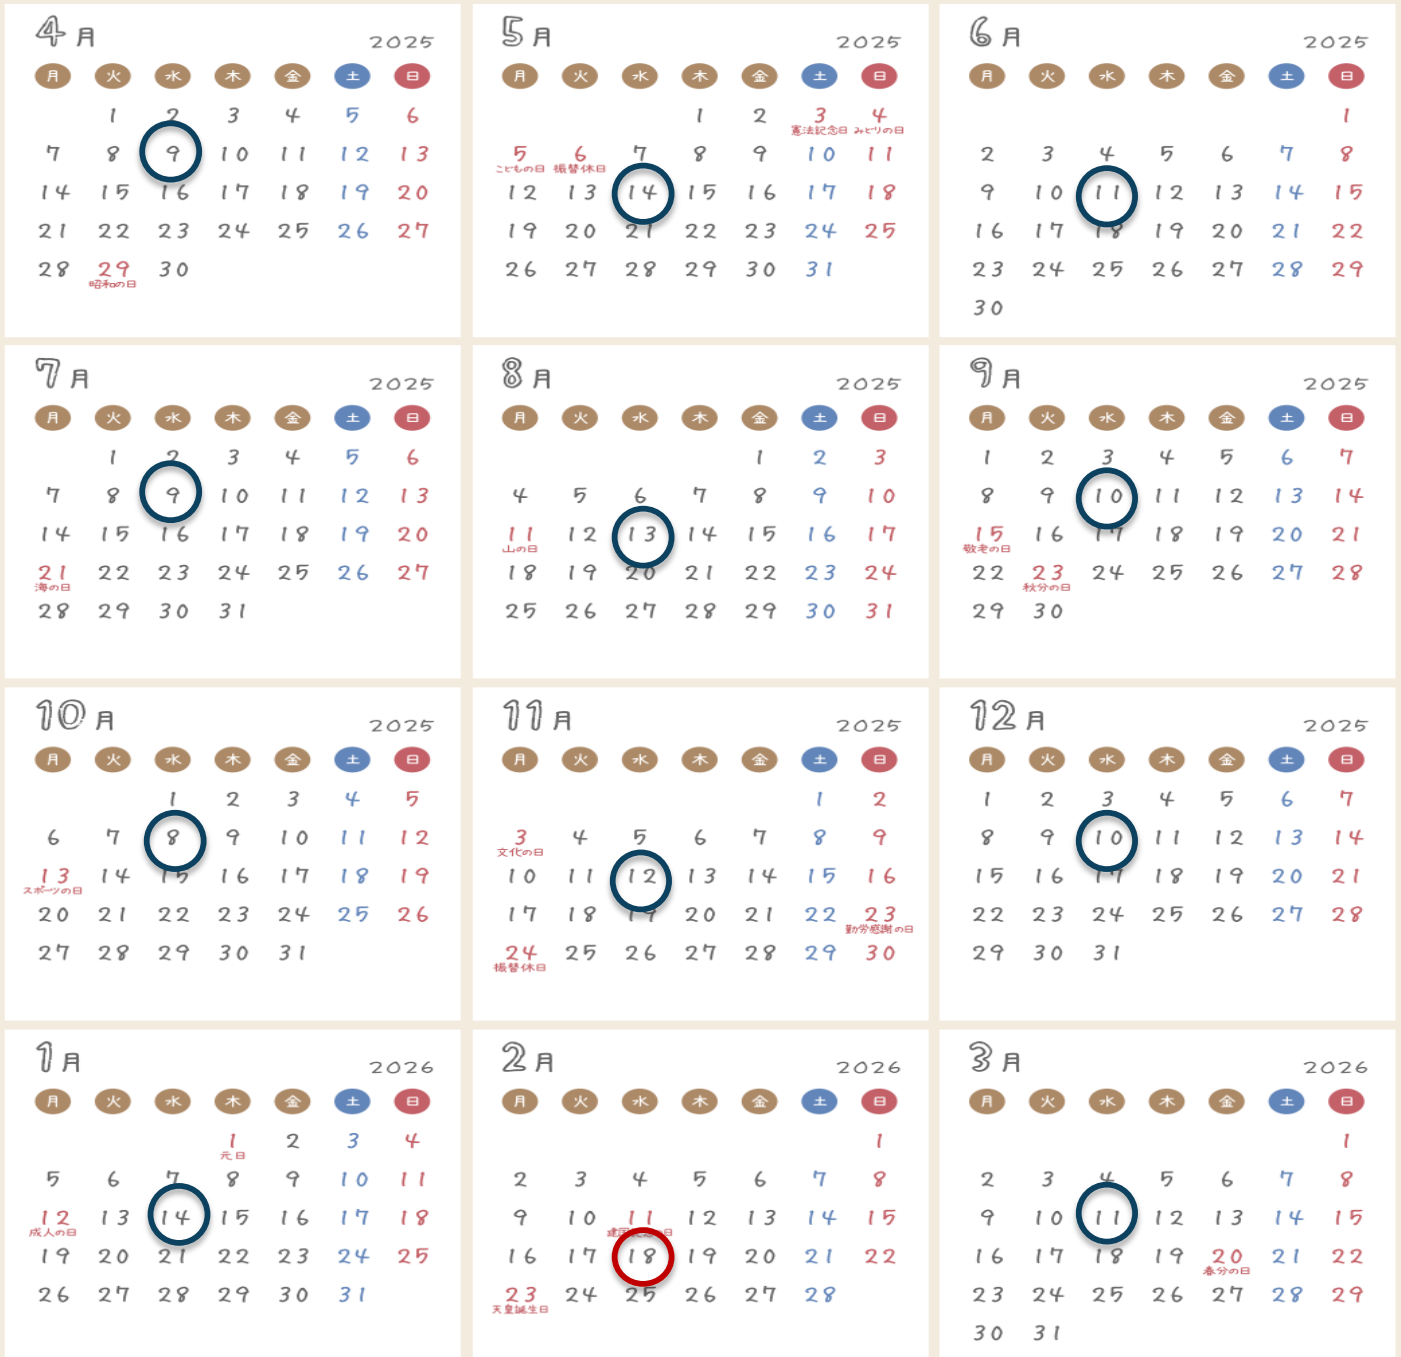 4月 2025
月 火 水 木 金 土 日
1 2 3 4 5 6
7 8 9 10 11 12 13
14 15 16 17 18 19 20
21 22 23 24 25 26 27
28 29 30
昭和の日
5月 2025
月 火 水 木 金 土 日
1 2 3 4
憲法記念日 みどりの日
5 6 7 8 9 10 11
こどもの日 振替休日
12 13 14 15 16 17 18
19 20 21 22 23 24 25
26 27 28 29 30 31
6月 2025
月 火 水 木 金 土 日
1
2 3 4 5 6 7 8
9 10 11 12 13 14 15
16 17 18 19 20 21 22
23 24 25 26 27 28 29
30
7月 2025
月 火 水 木 金 土 日
1 2 3 4 5 6
7 8 9 10 11 12 13
14 15 16 17 18 19 20
21 22 23 24 25 26 27
海の日
28 29 30 31
8月 2025
月 火 水 木 金 土 日
1 2 3
4 5 6 7 8 9 10
11 12 13 14 15 16 17
山の日
18 19 20 21 22 23 24
25 26 27 28 29 30 31
9月 2025
月 火 水 木 金 土 日
1 2 3 4 5 6 7
8 9 10 11 12 13 14
15 16 17 18 19 20 21
敬老の日
22 23 24 25 26 27 28
秋分の日
29 30
10月 2025
月 火 水 木 金 土 日
1 2 3 4 5
6 7 8 9 10 11 12
13 14 15 16 17 18 19
スポーツの日
20 21 22 23 24 25 26
27 28 29 30 31
11月 2025
月 火 水 木 金 土 日
1 2
3 4 5 6 7 8 9
文化の日
10 11 12 13 14 15 16
17 18 19 20 21 22 23
勤労感謝の日
24 25 26 27 28 29 30
振替休日
12月 2025
月 火 水 木 金 土 日
1 2 3 4 5 6 7
8 9 10 11 12 13 14
15 16 17 18 19 20 21
22 23 24 25 26 27 28
29 30 31
1月 2026
月 火 水 木 金 土 日
1 2 3 4
元日
5 6 7 8 9 10 11
12 13 14 15 16 17 18
成人の日
19 20 21 22 23 24 25
26 27 28 29 30 31
2月 2026
月 火 水 木 金 土 日
1
2 3 4 5 6 7 8
9 10 11 12 13 14 15
建国記念の日
16 17 18 19 20 21 22
23 24 25 26 27 28
天皇誕生日
3月 2026
月 火 水 木 金 土 日
1
2 3 4 5 6 7 8
9 10 11 12 13 14 15
16 17 18 19 20 21 22
春分の日
23 24 25 26 27 28 29
30 31